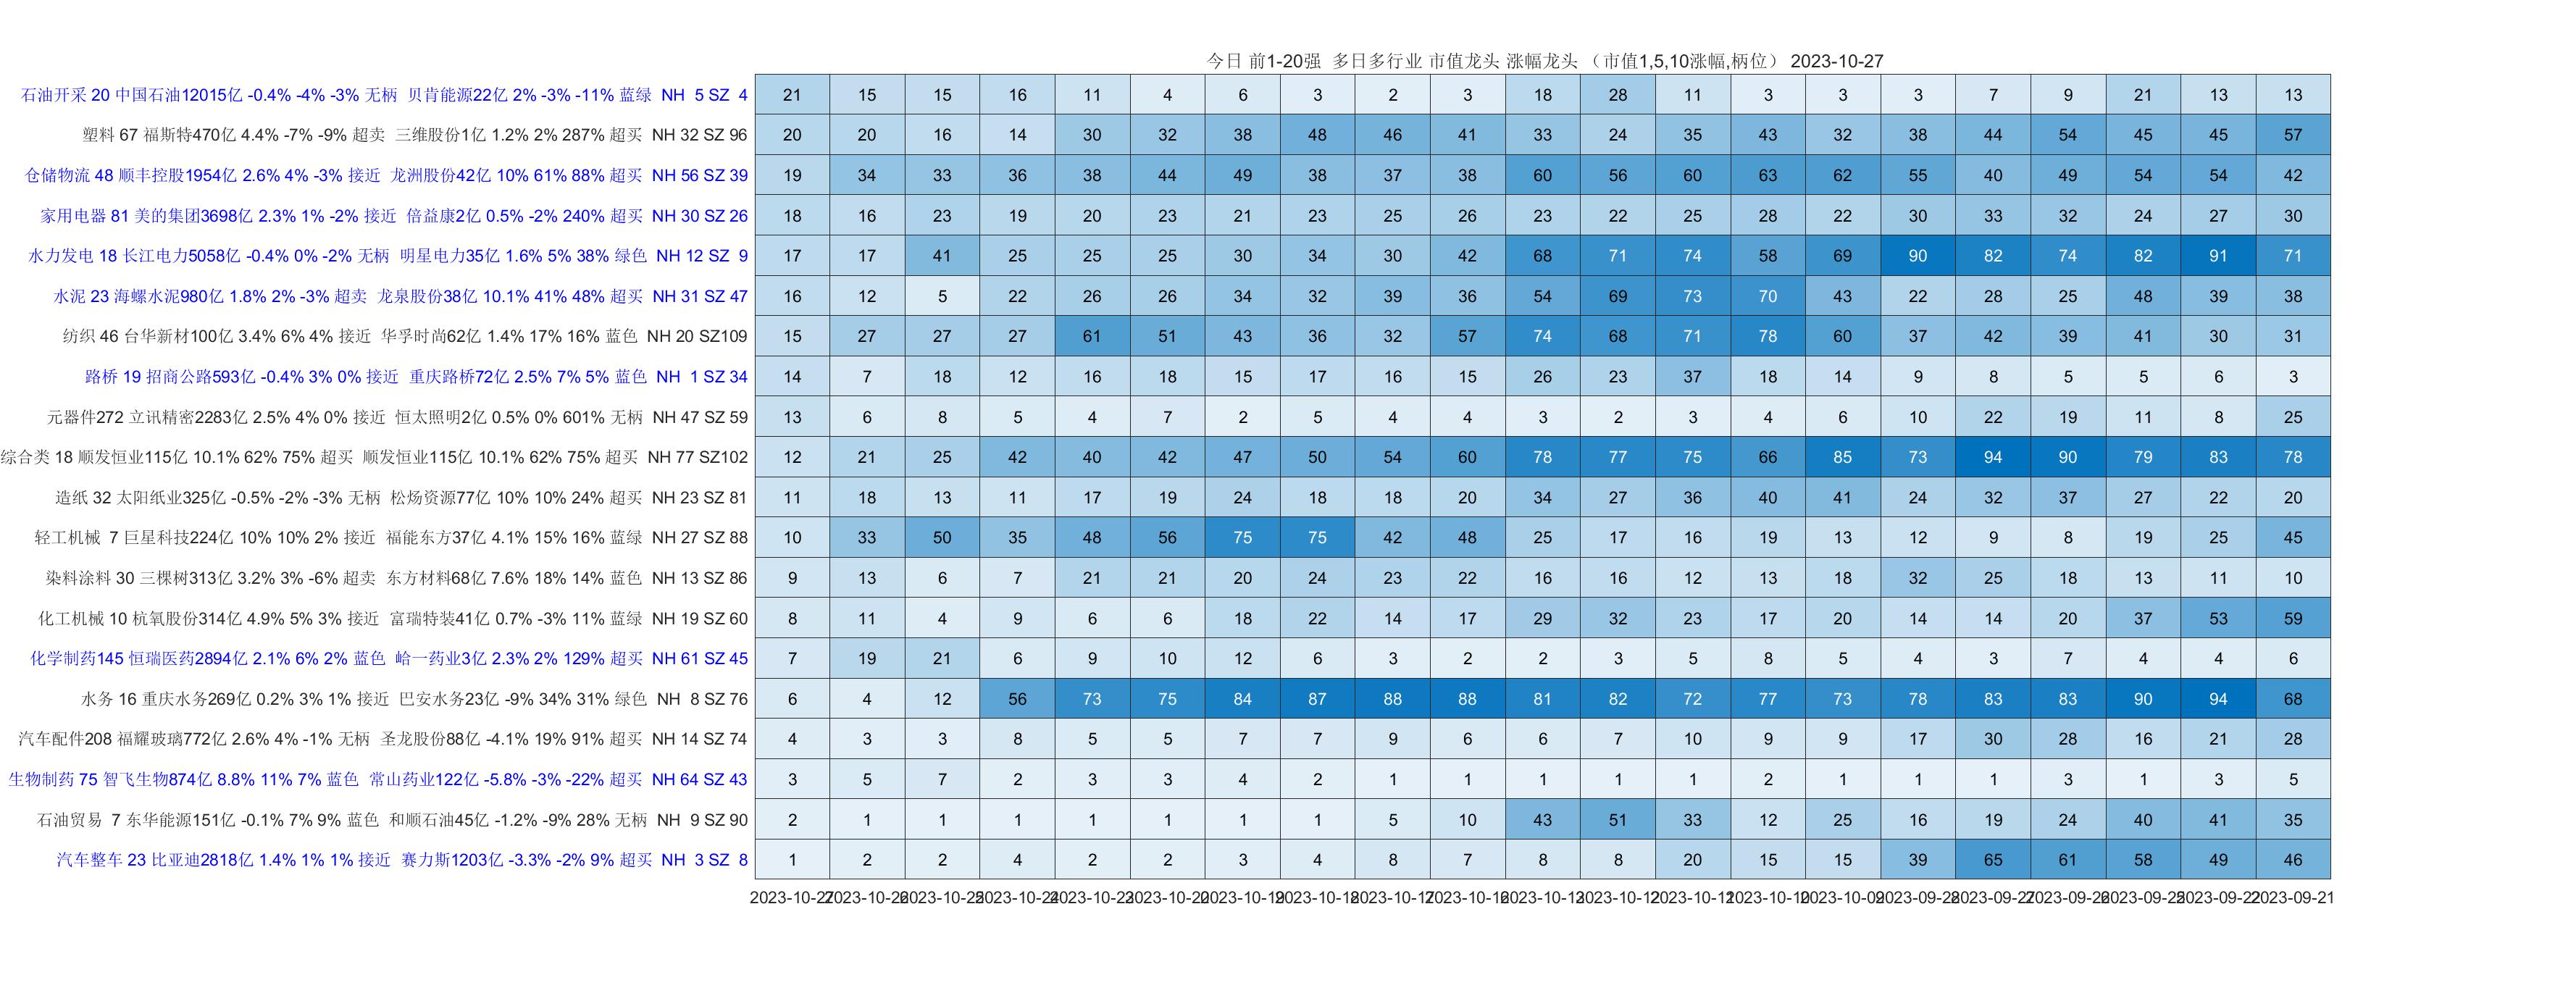 今日 前1-20强 多日多行业 市值龙头 涨幅龙头 （市值1,5,10涨幅,柄位） 2023-10-27
石油开采 20 中国石油12015亿 -0.4% -4% -3% 无柄 贝肯能源22亿 2% -3% -11% 蓝绿 NH 5 SZ 4 21 15 15 16 11 4 6 3 2 3 18 28 11 3 3 3 7 9 21 13 13
塑料 67 福斯特470亿 4.4% -7% -9% 超卖 三维股份1亿 1.2% 2% 287% 超买 NH 32 SZ 96 20 20 16 14 30 32 38 48 46 41 33 24 35 43 32 38 44 54 45 45 57
仓储物流 48 顺丰控股1954亿 2.6% 4% -3% 接近 龙洲股份42亿 10% 61% 88% 超买 NH 56 SZ 39 19 34 33 36 38 44 49 38 37 38 60 56 60 63 62 55 40 49 54 54 42
家用电器 81 美的集团3698亿 2.3% 1% -2% 接近 倍益康2亿 0.5% -2% 240% 超买 NH 30 SZ 26 18 16 23 19 20 23 21 23 25 26 23 22 25 28 22 30 33 32 24 27 30
水力发电 18 长江电力5058亿 -0.4% 0% -2% 无柄 明星电力35亿 1.6% 5% 38% 绿色 NH 12 SZ 9 17 17 41 25 25 25 30 34 30 42 68 71 74 58 69 90 82 74 82 91 71
水泥 23 海螺水泥980亿 1.8% 2% -3% 超卖 龙泉股份38亿 10.1% 41% 48% 超买 NH 31 SZ 47 16 12 5 22 26 26 34 32 39 36 54 69 73 70 43 22 28 25 48 39 38
纺织 46 台华新材100亿 3.4% 6% 4% 接近 华孚时尚62亿 1.4% 17% 16% 蓝色 NH 20 SZ109 15 27 27 27 61 51 43 36 32 57 74 68 71 78 60 37 42 39 41 30 31
路桥 19 招商公路593亿 -0.4% 3% 0% 接近 重庆路桥72亿 2.5% 7% 5% 蓝色 NH 1 SZ 34 14 7 18 12 16 18 15 17 16 15 26 23 37 18 14 9 8 5 5 6 3
元器件272 立讯精密2283亿 2.5% 4% 0% 接近 恒太照明2亿 0.5% 0% 601% 无柄 NH 47 SZ 59 13 6 8 5 4 7 2 5 4 4 3 2 3 4 6 10 22 19 11 8 25
综合类 18 顺发恒业115亿 10.1% 62% 75% 超买 顺发恒业115亿 10.1% 62% 75% 超买 NH 77 SZ102 12 21 25 42 40 42 47 50 54 60 78 77 75 66 85 73 94 90 79 83 78
造纸 32 太阳纸业325亿 -0.5% -2% -3% 无柄 松炀资源77亿 10% 10% 24% 超买 NH 23 SZ 81 11 18 13 11 17 19 24 18 18 20 34 27 36 40 41 24 32 37 27 22 20
轻工机械 7 巨星科技224亿 10% 10% 2% 接近 福能东方37亿 4.1% 15% 16% 蓝绿 NH 27 SZ 88 10 33 50 35 48 56 75 75 42 48 25 17 16 19 13 12 9 8 19 25 45
染料涂料 30 三棵树313亿 3.2% 3% -6% 超卖 东方材料68亿 7.6% 18% 14% 蓝色 NH 13 SZ 86 9 13 6 7 21 21 20 24 23 22 16 16 12 13 18 32 25 18 13 11 10
化工机械 10 杭氧股份314亿 4.9% 5% 3% 接近 富瑞特装41亿 0.7% -3% 11% 蓝绿 NH 19 SZ 60 8 11 4 9 6 6 18 22 14 17 29 32 23 17 20 14 14 20 37 53 59
化学制药145 恒瑞医药2894亿 2.1% 6% 2% 蓝色 峆一药业3亿 2.3% 2% 129% 超买 NH 61 SZ 45 7 19 21 6 9 10 12 6 3 2 2 3 5 8 5 4 3 7 4 4 6
水务 16 重庆水务269亿 0.2% 3% 1% 接近 巴安水务23亿 -9% 34% 31% 绿色 NH 8 SZ 76 6 4 12 56 73 75 84 87 88 88 81 82 72 77 73 78 83 83 90 94 68
汽车配件208 福耀玻璃772亿 2.6% 4% -1% 无柄 圣龙股份88亿 -4.1% 19% 91% 超买 NH 14 SZ 74 4 3 3 8 5 5 7 7 9 6 6 7 10 9 9 17 30 28 16 21 28
生物制药 75 智飞生物874亿 8.8% 11% 7% 蓝色 常山药业122亿 -5.8% -3% -22% 超买 NH 64 SZ 43 3 5 7 2 3 3 4 2 1 1 1 1 1 2 1 1 1 3 1 3 5
石油贸易 7 东华能源151亿 -0.1% 7% 9% 蓝色 和顺石油45亿 -1.2% -9% 28% 无柄 NH 9 SZ 90 2 1 1 1 1 1 1 1 5 10 43 51 33 12 25 16 19 24 40 41 35
汽车整车 23 比亚迪2818亿 1.4% 1% 1% 接近 赛力斯1203亿 -3.3% -2% 9% 超买 NH 3 SZ 8 1 2 2 4 2 2 3 4 8 7 8 8 20 15 15 39 65 61 58 49 46
2023-10-27 2023-10-26 2023-10-25 2023-10-24 2023-10-23 2023-10-20 2023-10-19 2023-10-18 2023-10-17 2023-10-16 2023-10-13 2023-10-12 2023-10-11 2023-10-10 2023-10-09 2023-09-28 2023-09-27 2023-09-26 2023-09-25 2023-09-22 2023-09-21